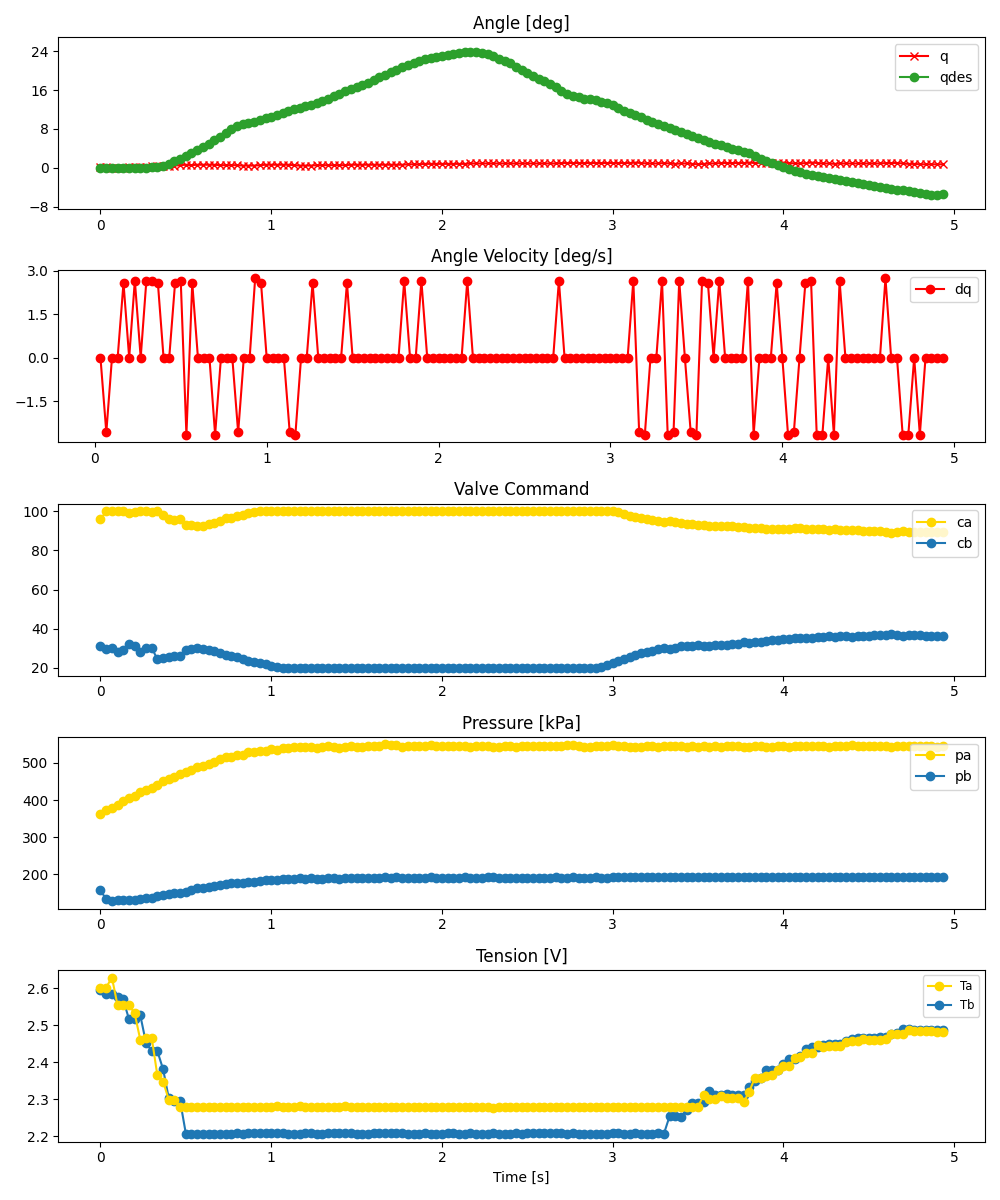 Angle [deg]
24
16
8
0
−8
q
qdes
0 1 2 3 4 5
Angle Velocity [deg/s]
3.0
1.5
0.0
−1.5
dq
0 1 2 3 4 5
Valve Command
100
80
60
40
20
ca
cb
0 1 2 3 4 5
Pressure [kPa]
500
400
300
200
pa
pb
0 1 2 3 4 5
Tension [V]
2.6
2.5
2.4
2.3
2.2
Ta
Tb
0 1 2 3 4 5
Time [s]